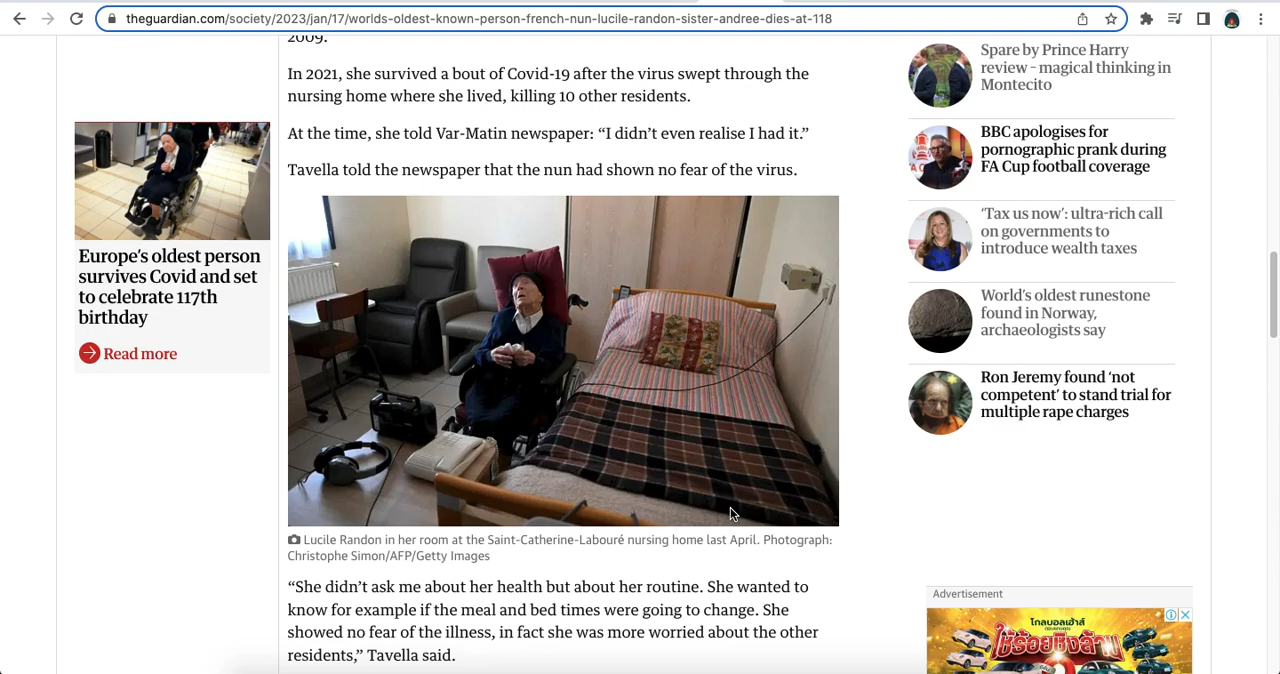 theguardian.com/society/2023/jan/17/worlds-oldest-known-person-french-nun-lucile-randon-sister-andree-dies-at-118
2009.
In 2021, she survived a bout of Covid-19 after the virus swept through the
nursing home where she lived, killing 10 other residents.
At the time, she told Var-Matin newspaper: “I didn’t even realise I had it.”
Tavella told the newspaper that the nun had shown no fear of the virus.
Europe’s oldest person
survives Covid and set
to celebrate 117th
birthday
Read more
Lucile Randon in her room at the Saint-Catherine-Labouré nursing home last April. Photograph:
Christophe Simon/AFP/Getty Images
“She didn’t ask me about her health but about her routine. She wanted to
know for example if the meal and bed times were going to change. She
showed no fear of the illness, in fact she was more worried about the other
residents,” Tavella said.
Spare by Prince Harry
review – magical thinking in
Montecito
BBC apologises for
pornographic prank during
FA Cup football coverage
‘Tax us now’: ultra-rich call
on governments to
introduce wealth taxes
World’s oldest runestone
found in Norway,
archaeologists say
Ron Jeremy found ‘not
competent’ to stand trial for
multiple rape charges
Advertisement
โกลบอลเฮ้าส์